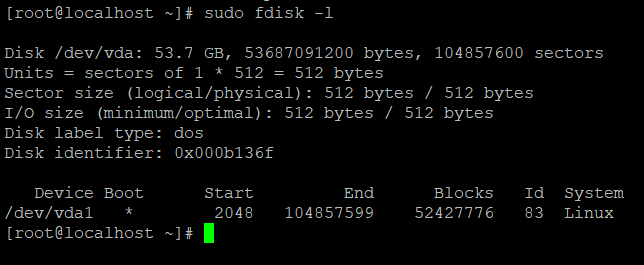 [root@localhost ~]# sudo fdisk -l
Disk /dev/vda: 53.7 GB, 53687091200 bytes, 104857600 sectors
Units = sectors of 1 * 512 = 512 bytes
Sector size (logical/physical): 512 bytes / 512 bytes
I/O size (minimum/optimal): 512 bytes / 512 bytes
Disk label type: dos
Disk identifier: 0x000b136f
Device Boot Start End Blocks Id System
/dev/vda1 * 2048 104857599 52427776 83 Linux
[root@localhost ~]#